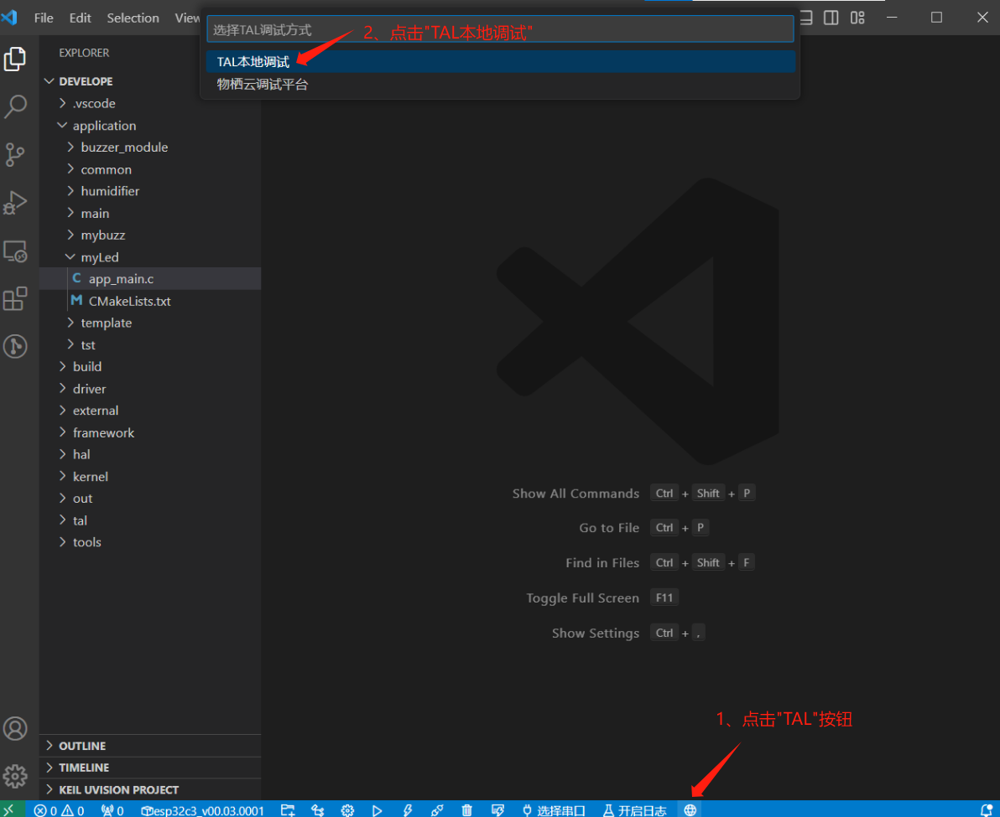 File Edit Selection View
选择TAL调试方式
2、点击"TAL本地调试"
TAL本地调试
物栖云调试平台
EXPLORER
DEVELOPE
.vscode
application
buzzer_module
common
humidifier
main
mybuzz
myLed
C app_main.c
M CMakeLists.txt
template
tst
build
driver
external
framework
hal
kernel
out
tal
tools
Show All Commands Ctrl + Shift + P
Go to File Ctrl + P
Find in Files Ctrl + Shift + F
Toggle Full Screen F11
Show Settings Ctrl + ,
1、点击"TAL"按钮
OUTLINE
TIMELINE
KEIL UVISION PROJECT
0 0 0 esp32c3_v00.03.0001 选择串口 开启日志